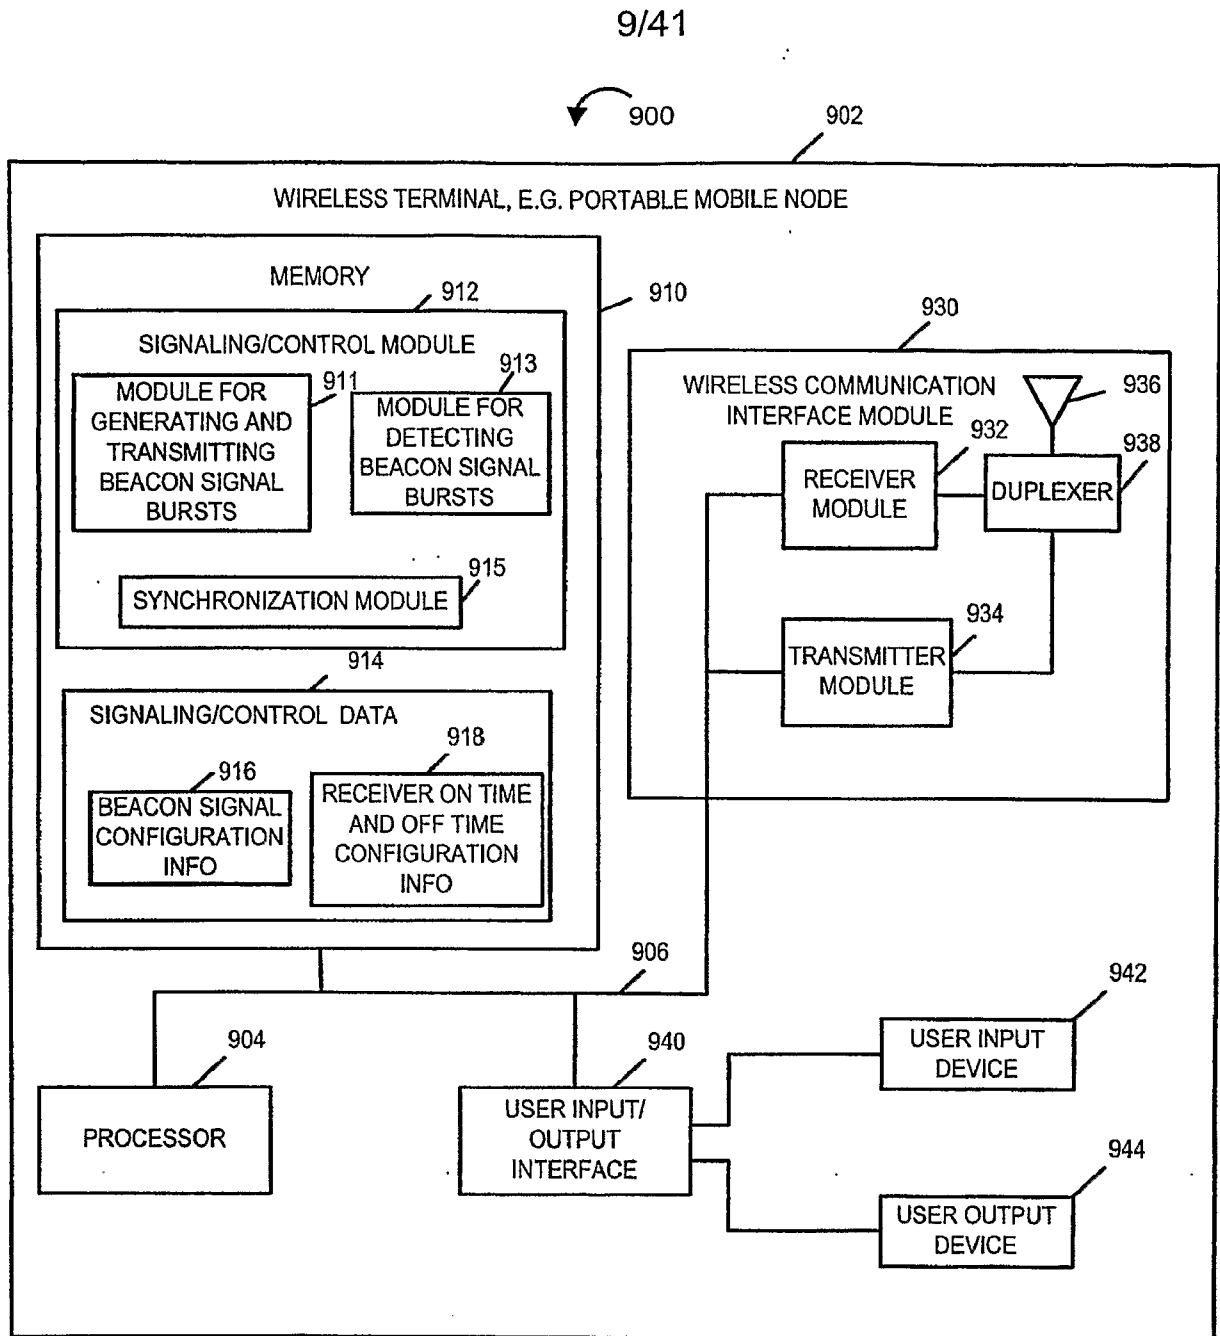 9/41
900
902
WIRELESS TERMINAL, E.G. PORTABLE MOBILE NODE
MEMORY
910
912
SIGNALING/CONTROL MODULE
911
MODULE FOR
GENERATING AND
TRANSMITTING
BEACON SIGNAL
BURSTS
913
MODULE FOR
DETECTING
BEACON SIGNAL
BURSTS
915
SYNCHRONIZATION MODULE
914
SIGNALING/CONTROL DATA
916
BEACON SIGNAL
CONFIGURATION
INFO
918
RECEIVER ON TIME
AND OFF TIME
CONFIGURATION
INFO
930
WIRELESS COMMUNICATION
INTERFACE MODULE
936
932
RECEIVER
MODULE
938
DUPLEXER
934
TRANSMITTER
MODULE
906
904
PROCESSOR
940
USER INPUT/
OUTPUT
INTERFACE
942
USER INPUT
DEVICE
944
USER OUTPUT
DEVICE